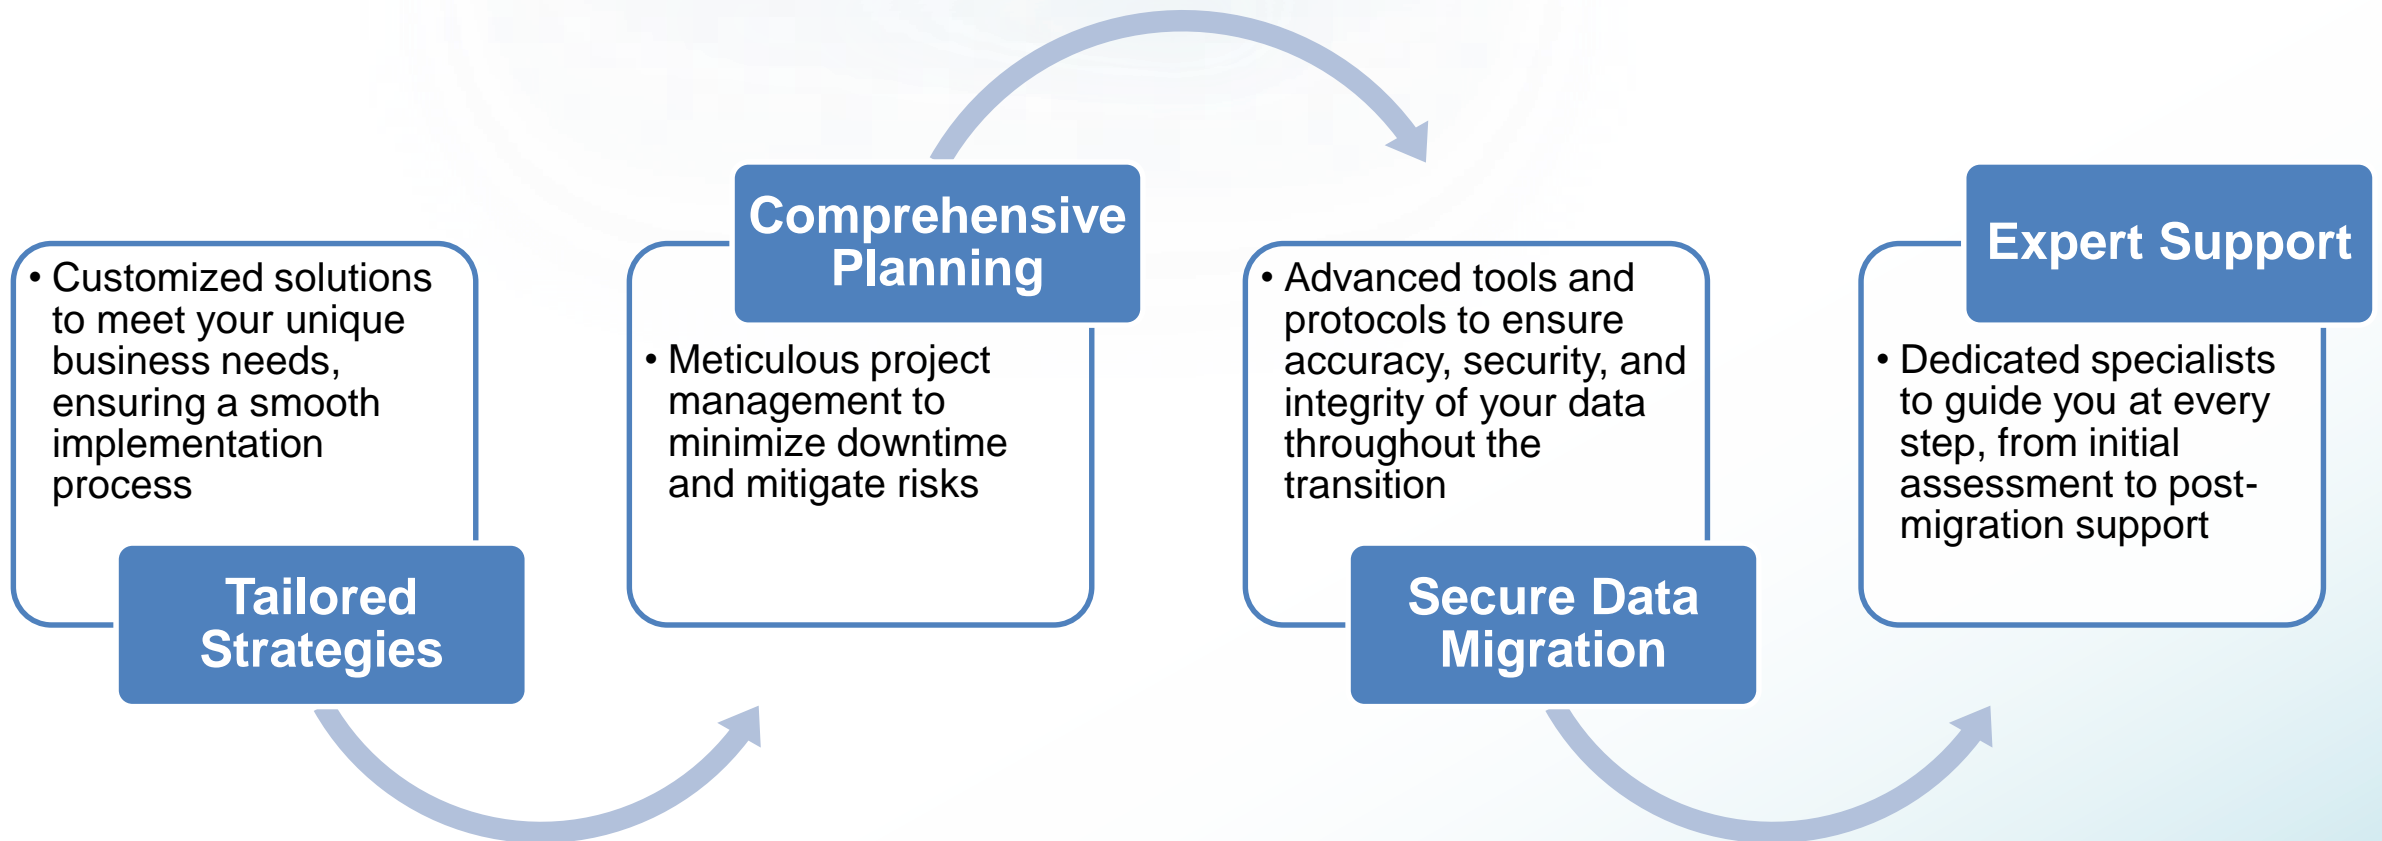 • Customized solutions
to meet your unique
business needs,
ensuring a smooth
implementation
process
Tailored
Strategies
Comprehensive
Planning
• Meticulous project
management to
minimize downtime
and mitigate risks
• Advanced tools and
protocols to ensure
accuracy, security, and
integrity of your data
throughout the
transition
Secure Data
Migration
Expert Support
• Dedicated specialists
to guide you at every
step, from initial
assessment to post-
migration support